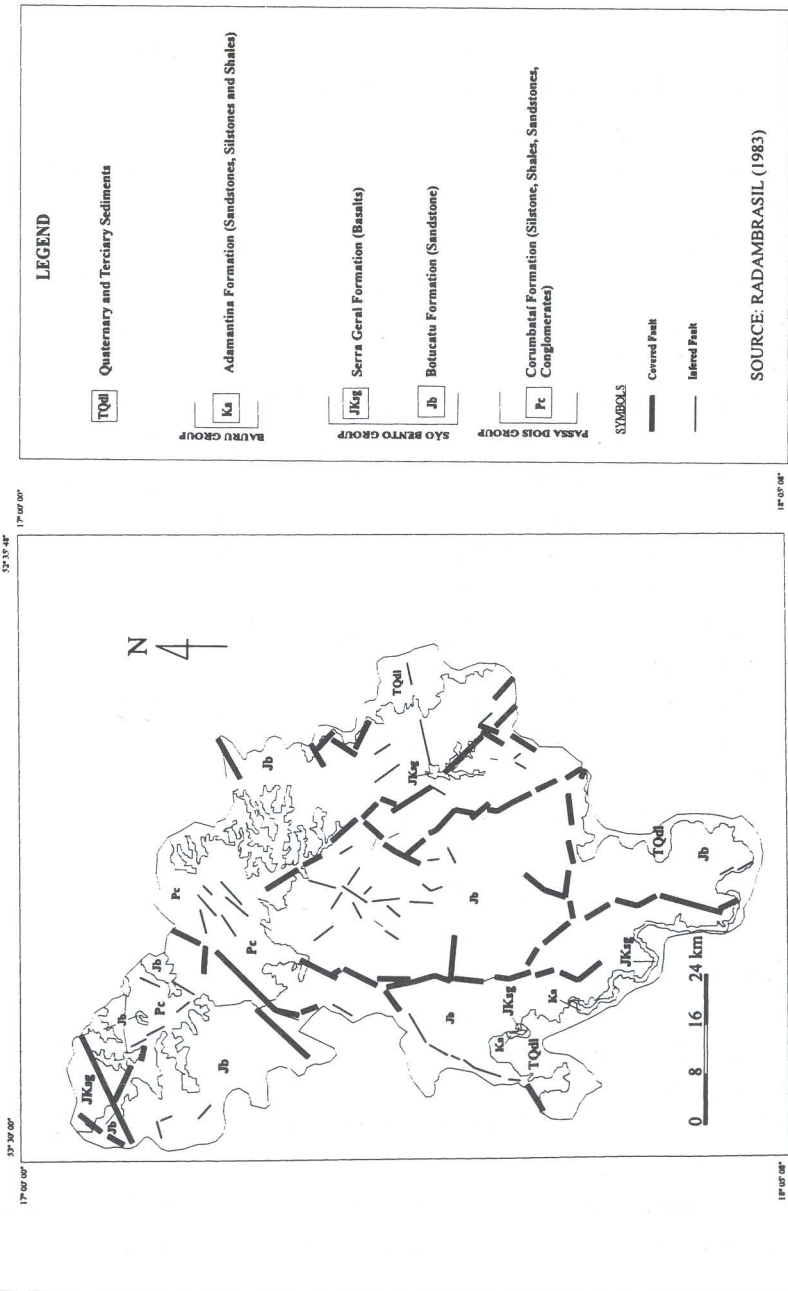 53° 30' 00"
52° 35' 48"
17° 00' 00"
17° 00' 00"
18° 05' 08"
18° 05' 08"
N
JKsg
Jb
Jb
Jb
Pc
Jb
Pc
Pc
Jb
TQdl
JKsg
Jb
Jb
JKsg
Ka
Ka
TQdl
JKsg
TQdl
Jb
0 8 16 24 km
LEGEND
TQdl Quaternary and Terciary Sediments
BAURU GROUP
Ka Adamantina Formation (Sandstones, Silstones and Shales)
SÃO BENTO GROUP
JKsg Serra Geral Formation (Basalts)
Jb Botucatu Formation (Sandstone)
PASSA DOIS GROUP
Pc Corumbataí Formation (Silstone, Shales, Sandstones,
Conglomerates)
SYMBOLS
Covered Fault
Infered Fault
SOURCE: RADAMBRASIL (1983)